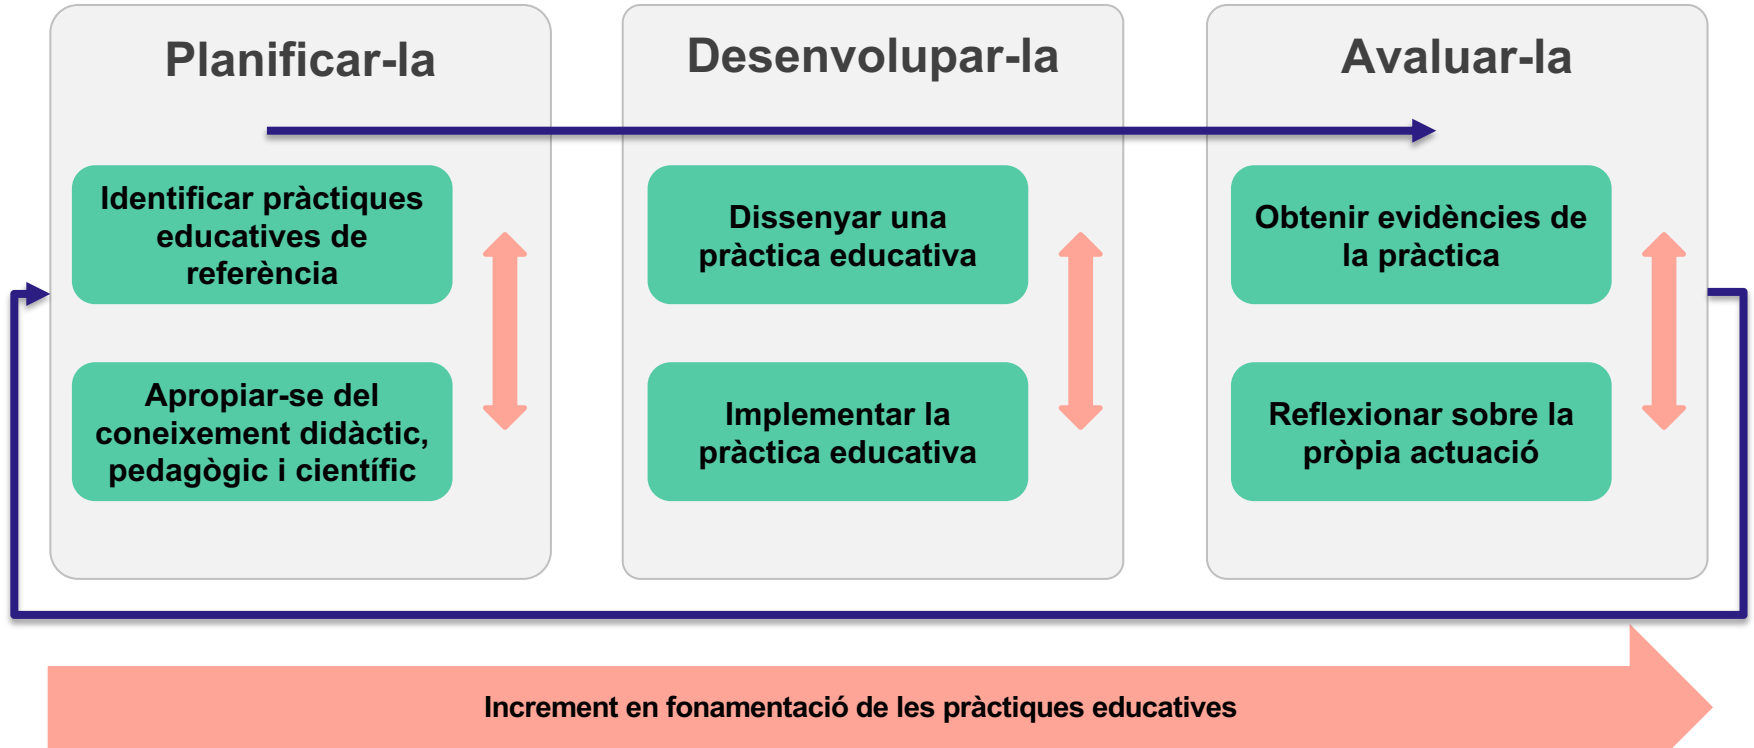 Planificar-la
Desenvolupar-la
Avaluar-la
Identificar pràctiques
educatives de
referència
Dissenyar una
pràctica educativa
Obtenir evidències de
la pràctica
Apropiar-se del
coneixement didàctic,
pedagògic i científic
Implementar la
pràctica educativa
Reflexionar sobre la
pròpia actuació
Increment en fonamentació de les pràctiques educatives